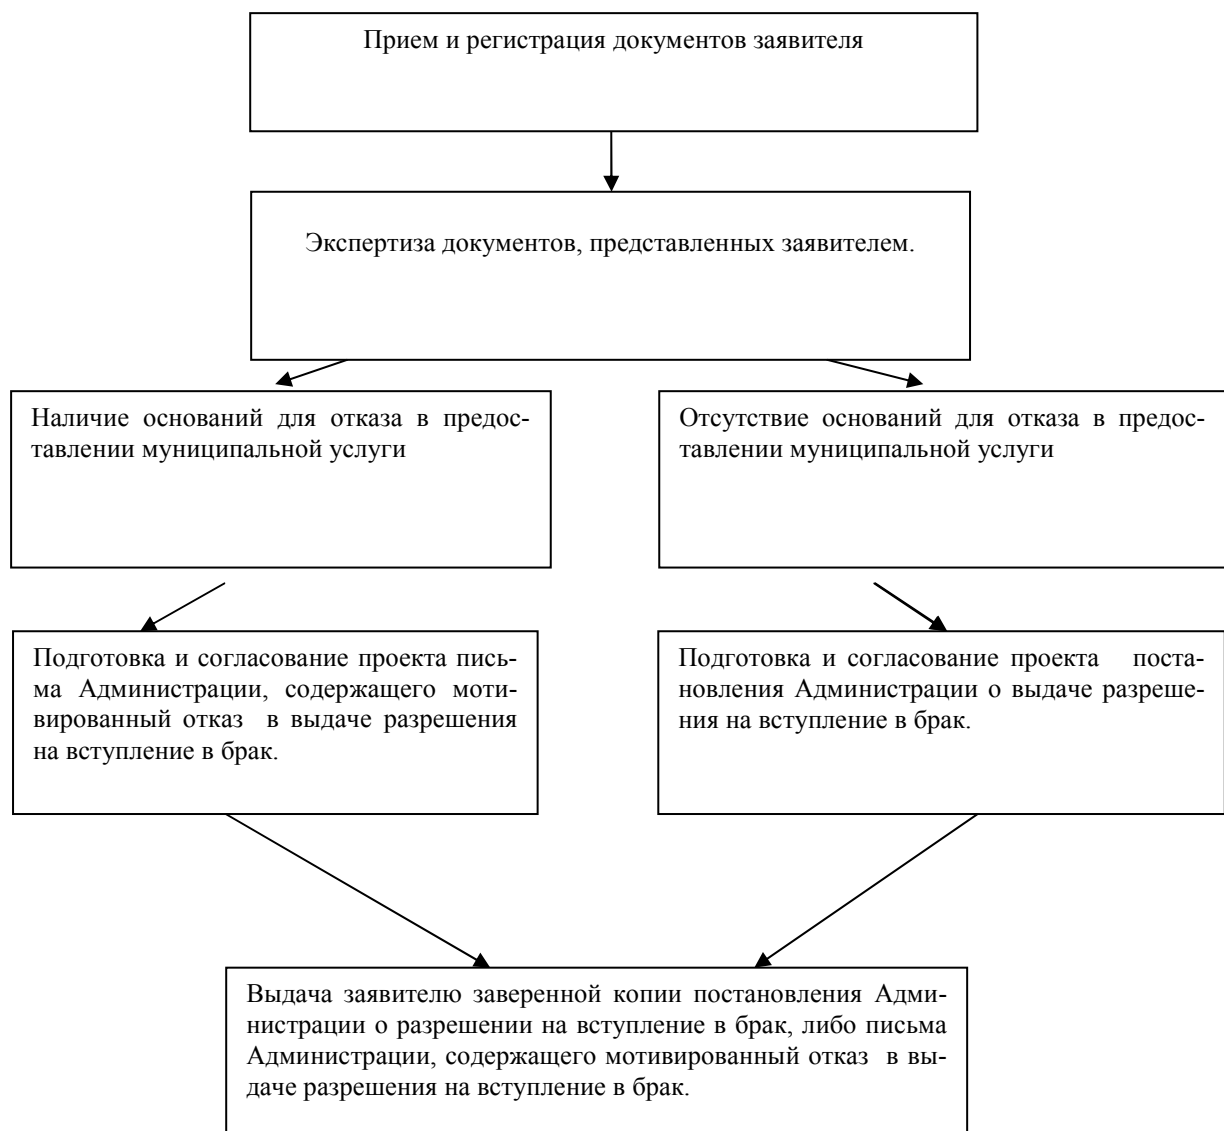 Прием и регистрация документов заявителя
Экспертиза документов, представленных заявителем.
Наличие оснований для отказа в предос-
тавлении муниципальной услуги
Отсутствие оснований для отказа в предос-
тавлении муниципальной услуги
Подготовка и согласование проекта пись-
ма Администрации, содержащего моти-
вированный отказ в выдаче разрешения
на вступление в брак.
Подготовка и согласование проекта поста-
новления Администрации о выдаче разреше-
ния на вступление в брак.
Выдача заявителю заверенной копии постановления Адми-
нистрации о разрешении на вступление в брак, либо письма
Администрации, содержащего мотивированный отказ в вы-
даче разрешения на вступление в брак.